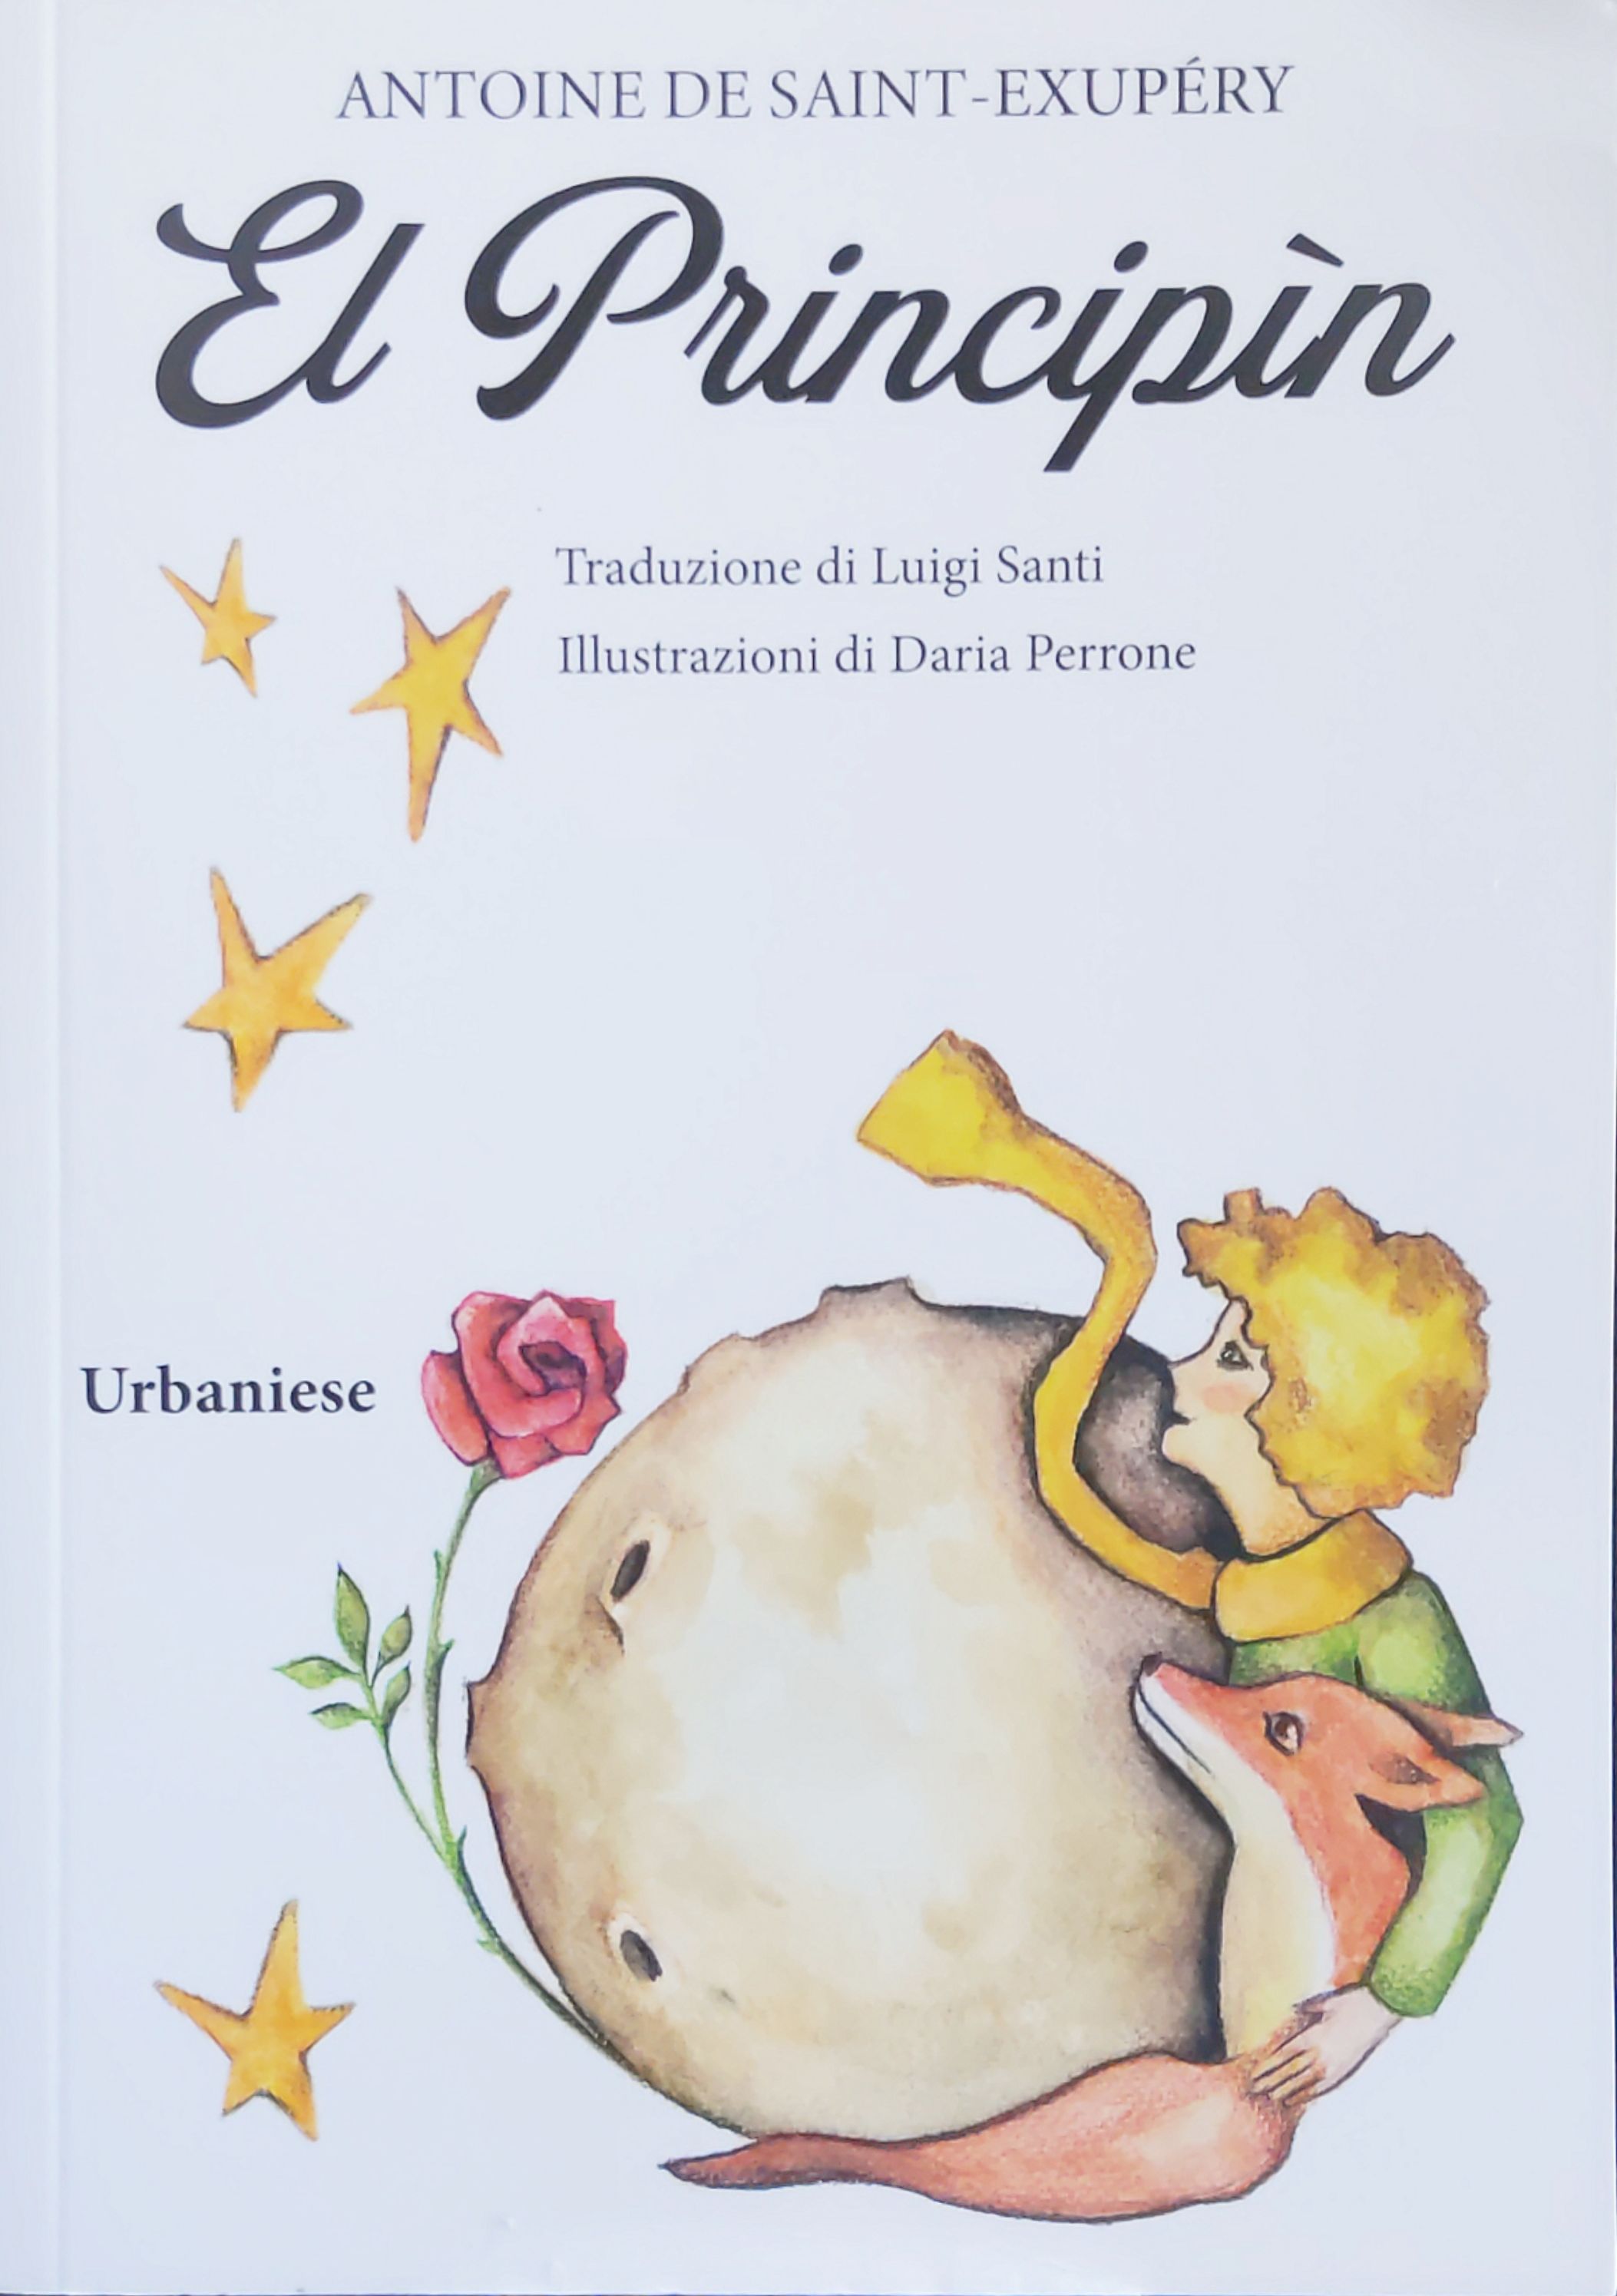 ANTOINE DE SAINT-EXUPÉRY
El Principìn
Traduzione di Luigi Santi
Illustrazioni di Daria Perrone
Urbaniese